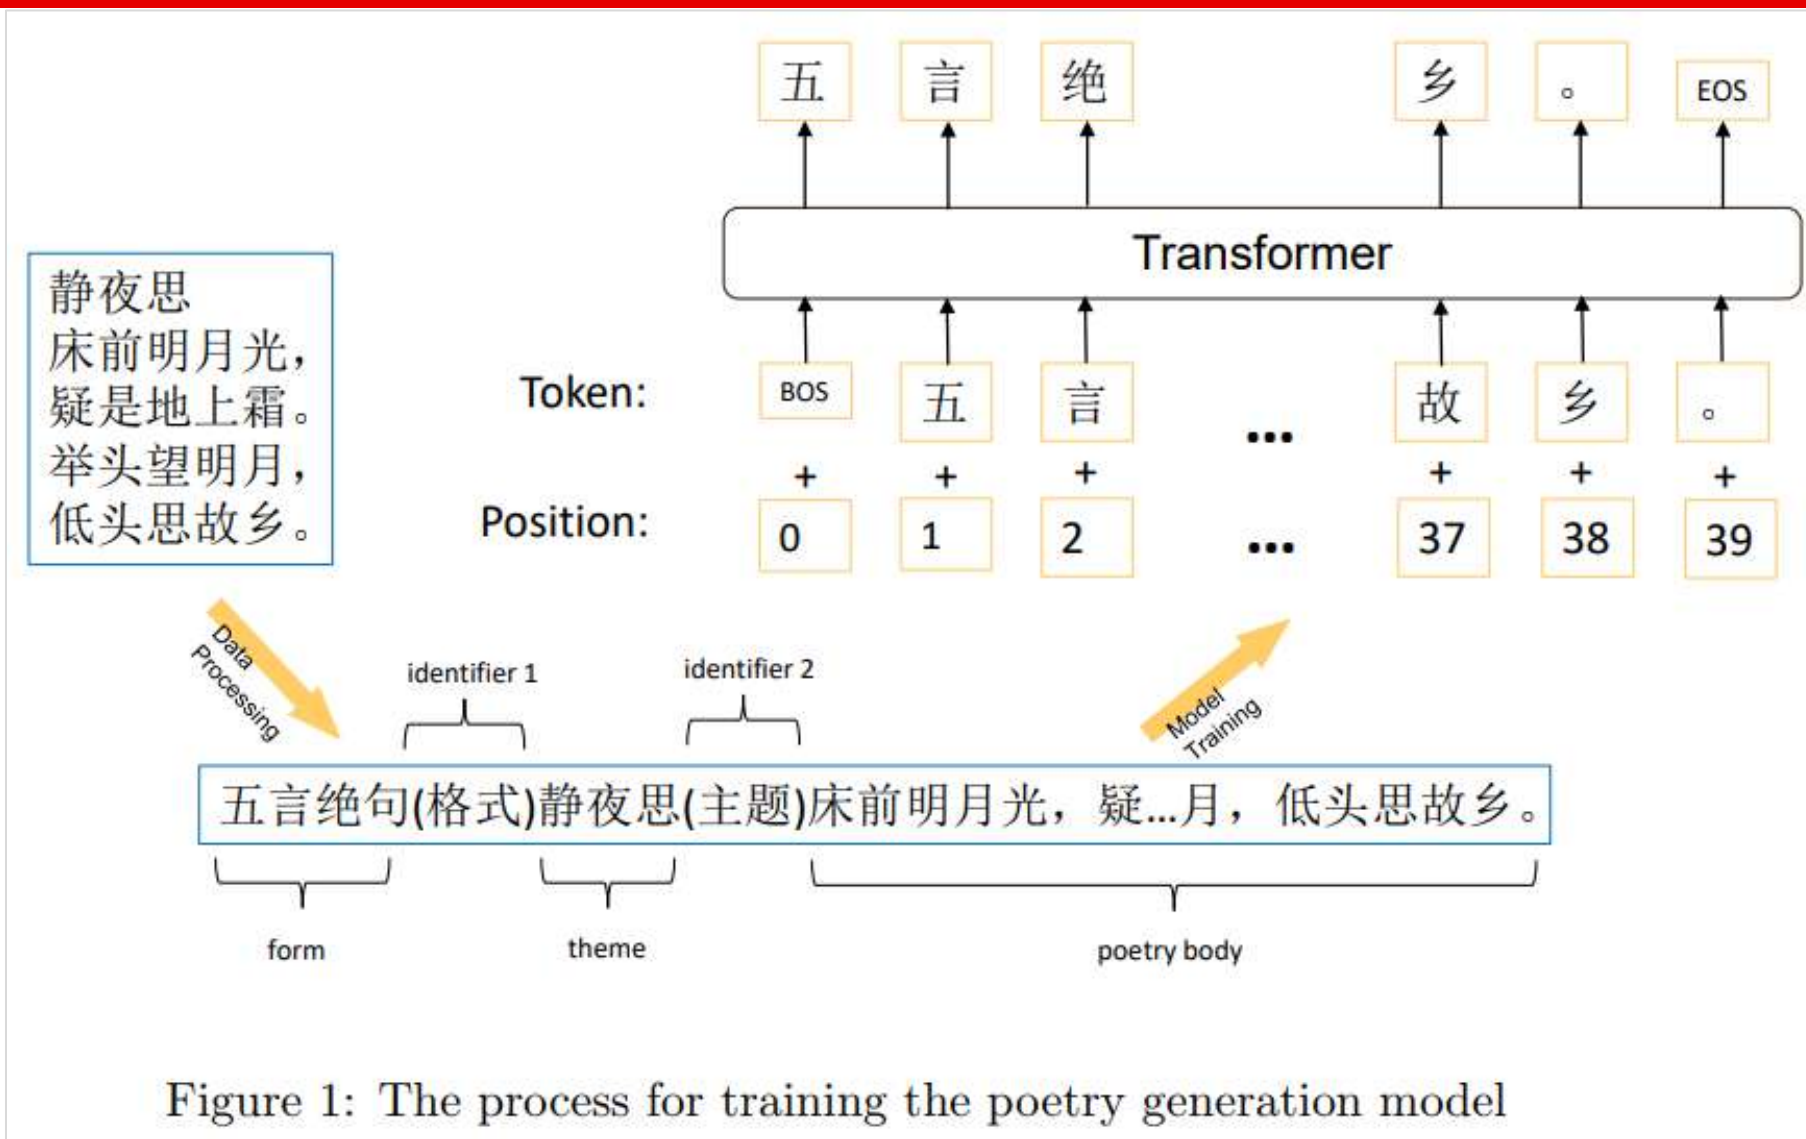 五 言 绝 乡 。 EOS
Transformer
静夜思
床前明月光，
疑是地上霜。
举头望明月，
低头思故乡。
Token: BOS 五 言 ... 故 乡 。
+ + + + + +
Position: 0 1 2 ... 37 38 39
Data
Processing
Model
Training
identifier 1 identifier 2
五言绝句(格式)静夜思(主题)床前明月光，疑...月，低头思故乡。
form theme poetry body
Figure 1: The process for training the poetry generation model